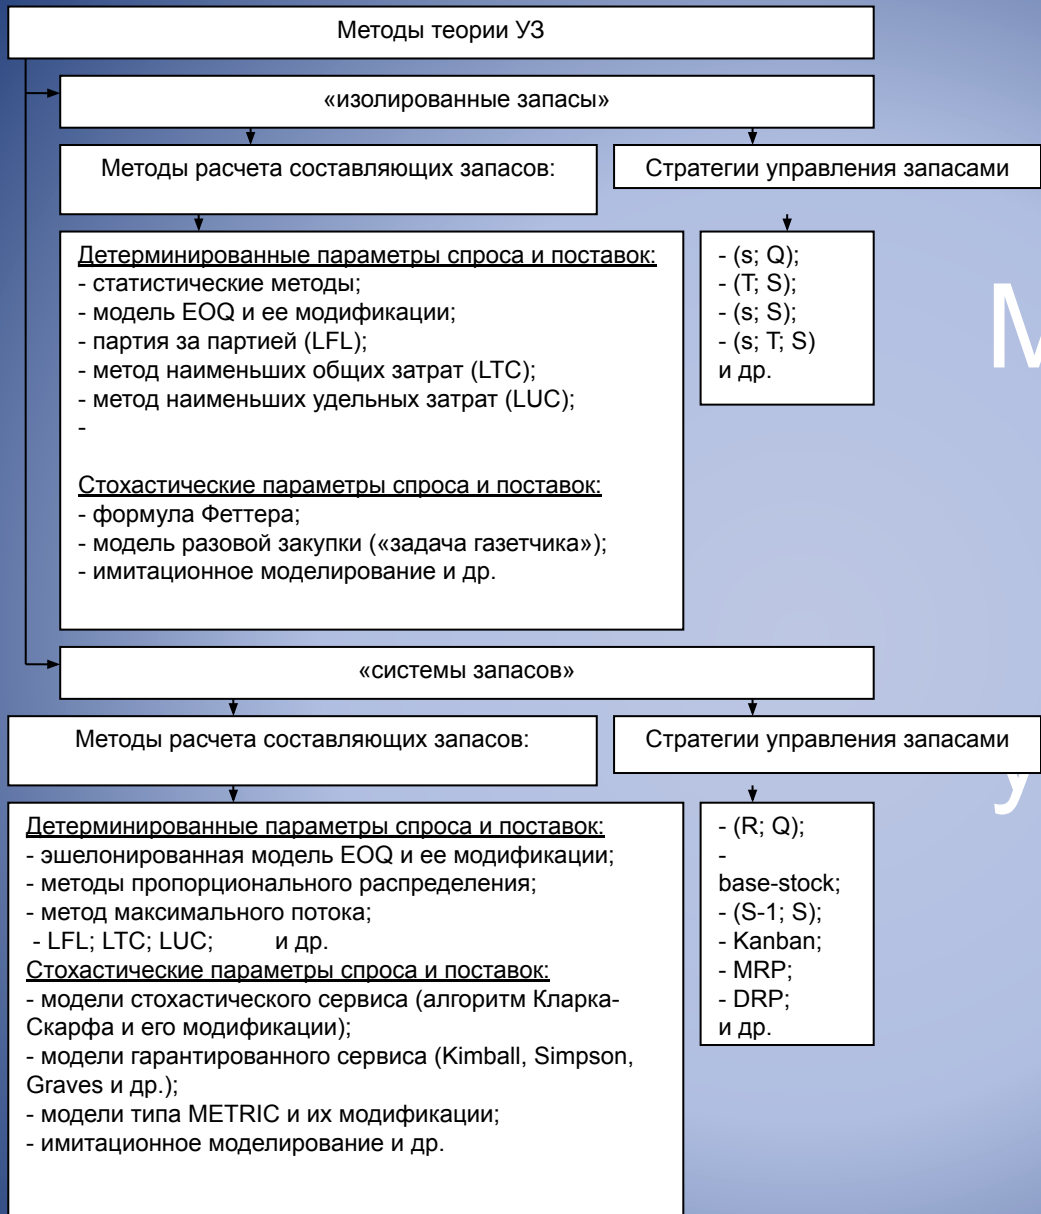 Методы теории УЗ
«изолированные запасы»
Методы расчета составляющих запасов:
Стратегии управления запасами
Детерминированные параметры спроса и поставок:
- статистические методы;
- модель EOQ и ее модификации;
- партия за партией (LFL);
- метод наименьших общих затрат (LTC);
- метод наименьших удельных затрат (LUC);
-
Стохастические параметры спроса и поставок:
- формула Феттера;
- модель разовой закупки («задача газетчика»);
- имитационное моделирование и др.
- (s; Q);
- (T; S);
- (s; S);
- (s; T; S)
и др.
М
«системы запасов»
Методы расчета составляющих запасов:
Стратегии управления запасами
у
Детерминированные параметры спроса и поставок:
- эшелонированная модель EOQ и ее модификации;
- методы пропорционального распределения;
- метод максимального потока;
- LFL; LTC; LUC; и др.
Стохастические параметры спроса и поставок:
- модели стохастического сервиса (алгоритм Кларка-
Скарфа и его модификации);
- модели гарантированного сервиса (Kimball, Simpson,
Graves и др.);
- модели типа METRIC и их модификации;
- имитационное моделирование и др.
- (R; Q);
-
base-stock;
- (S-1; S);
- Kanban;
- MRP;
- DRP;
и др.